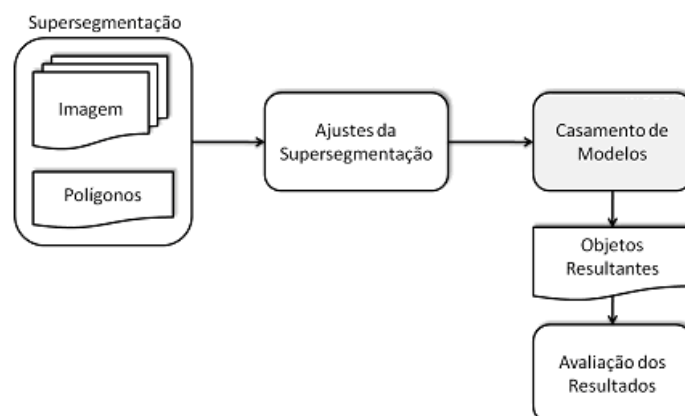 Supersegmentação
Imagem
Polígonos
Ajustes da
Supersegmentação
Casamento de
Modelos
Objetos
Resultantes
Avaliação dos
Resultados